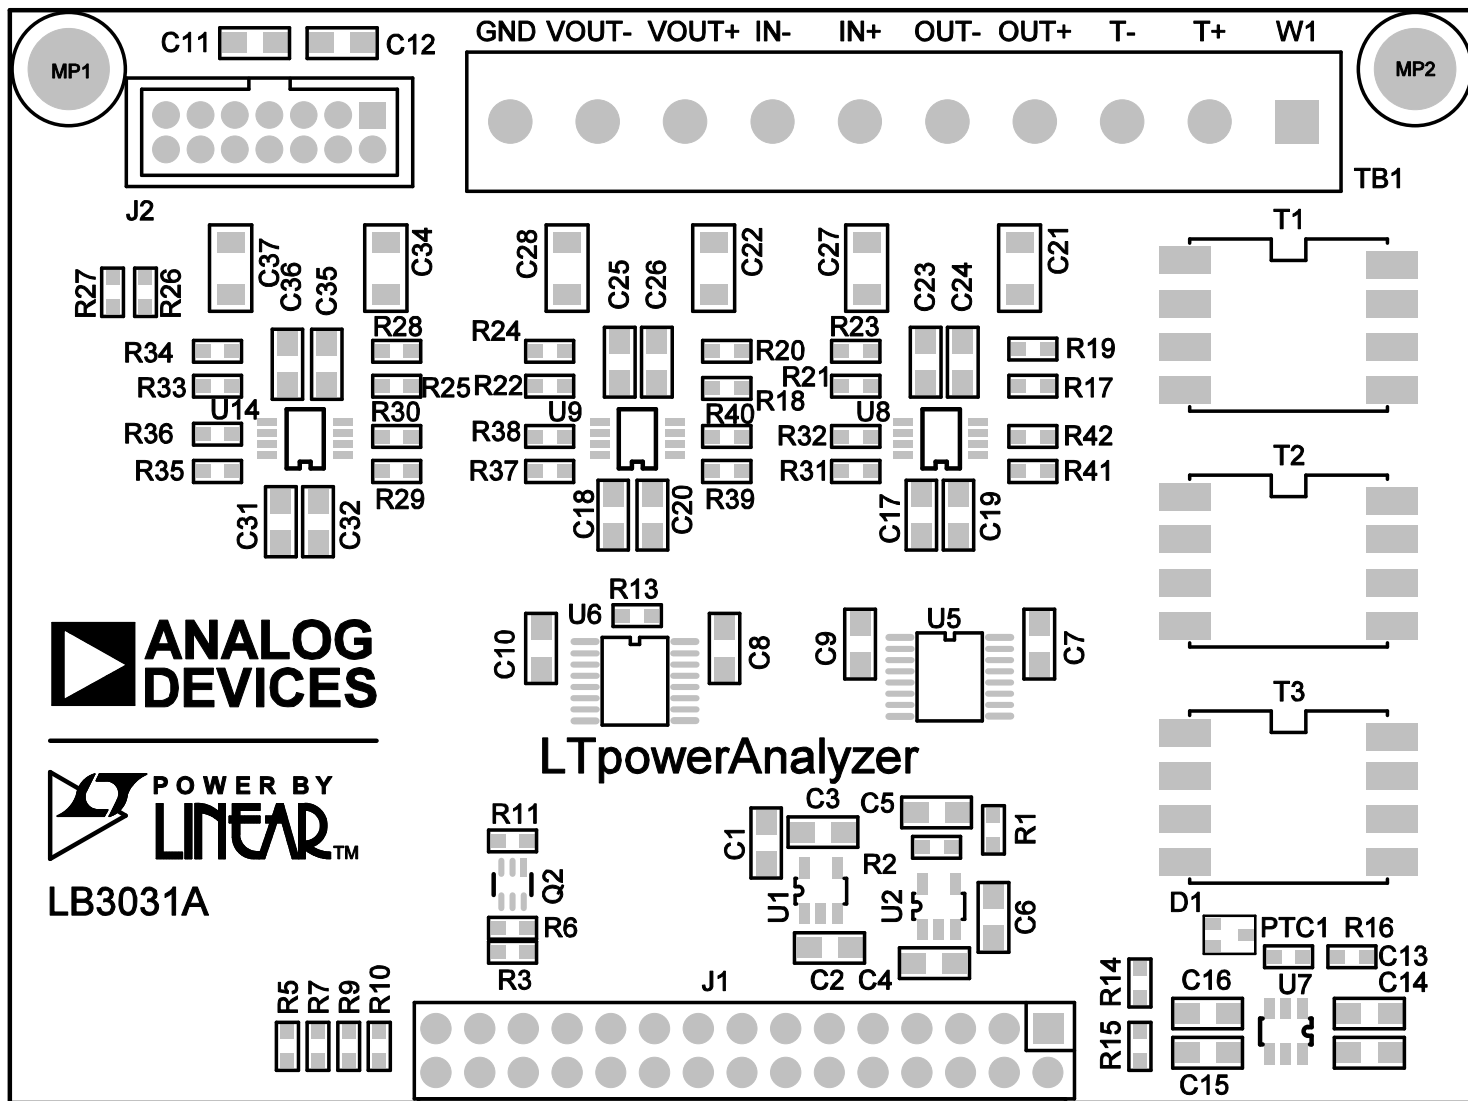 C11
C12
GND VOUT- VOUT+ IN- IN+ OUT- OUT+ T- T+ W1
MP1
MP2
TB1
J2
T1
C37
C36
C35
C34
C28
C25
C26
C22
C27
C23
C24
C21
R27
R26
R34
R28
R24
R20
R23
R19
R33
R25
R22
R18
R21
R17
U14
R30
U9
R40
U8
R36
R38
R32
R42
R35
R29
R37
R39
R31
R41
T2
C31
C32
C18
C20
C17
C19
R13
U6
U5
C10
C8
C9
C7
ANALOG
DEVICES
T3
LTpowerAnalyzer
POWER BY
LINEAR™
LB3031A
R11
C1
C3
C5
R1
R2
Q2
U1
U2
C6
R6
R3
C2
C4
D1
PTC1
R16
C13
R14
C16
U7
C14
J1
R5
R7
R9
R10
R15
C15